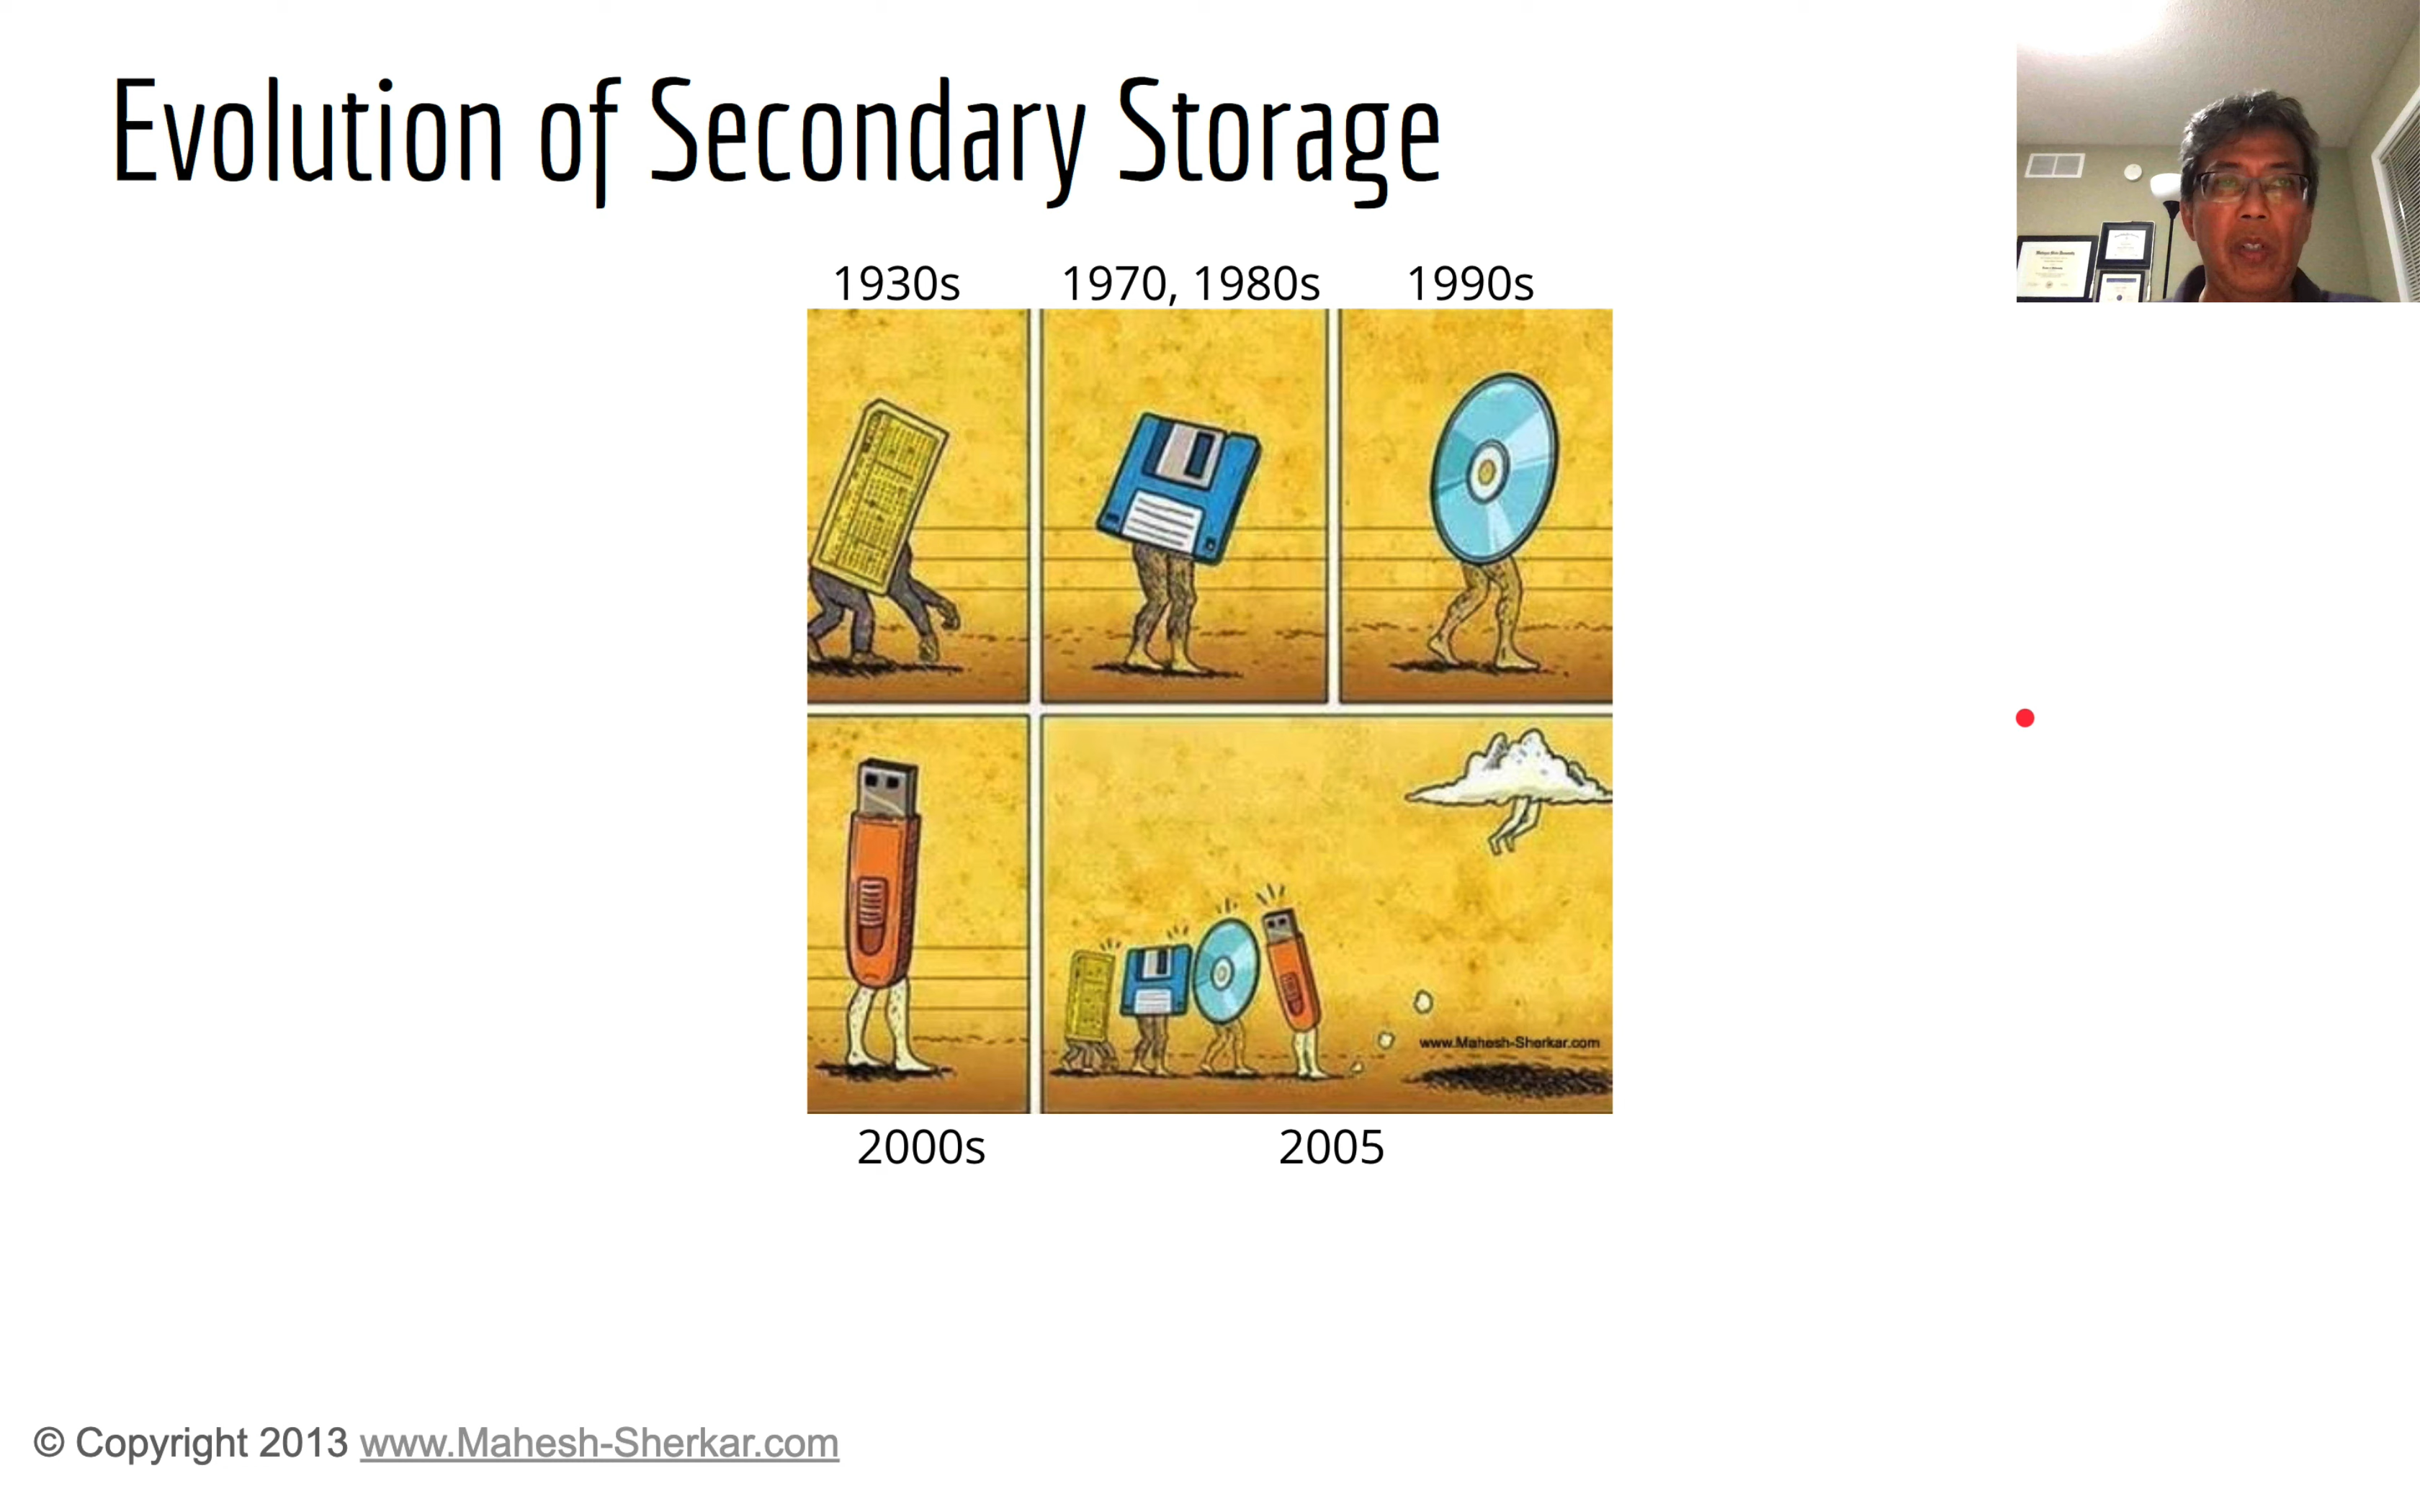 Evolution of Secondary Storage
1930s
1970, 1980s
1990s
www.Mahesh-Sherkar.com
2000s
2005
© Copyright 2013 www.Mahesh-Sherkar.com